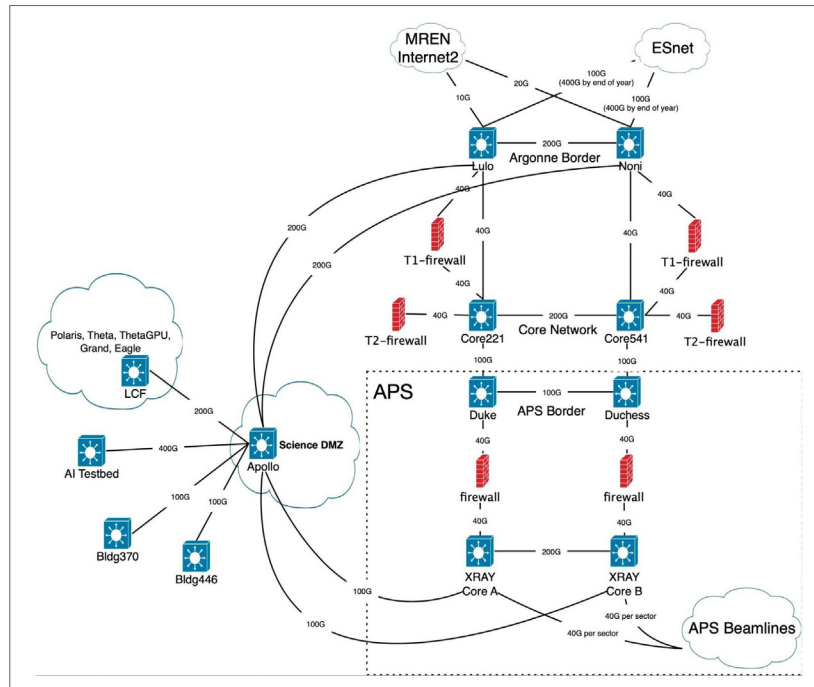 MREN
Internet2
ESnet
100G
(400G by end of year)
20G
10G
100G
(400G by end of year)
200G
Lulo
Argonne Border
Noni
40G
40G
200G
40G
40G
T1-firewall
T1-firewall
200G
40G
40G
Polaris, Theta, ThetaGPU,
Grand, Eagle
LCF
T2-firewall
40G
Core221
200G
Core Network
Core541
40G
T2-firewall
100G
100G
APS
Duke
100G
APS Border
Duchess
200G
Science DMZ
Apollo
400G
AI Testbed
40G
40G
firewall
firewall
100G
100G
Bldg370
Bldg446
40G
40G
200G
XRAY
Core A
XRAY
Core B
100G
100G
40G per sector
40G per sector
APS Beamlines